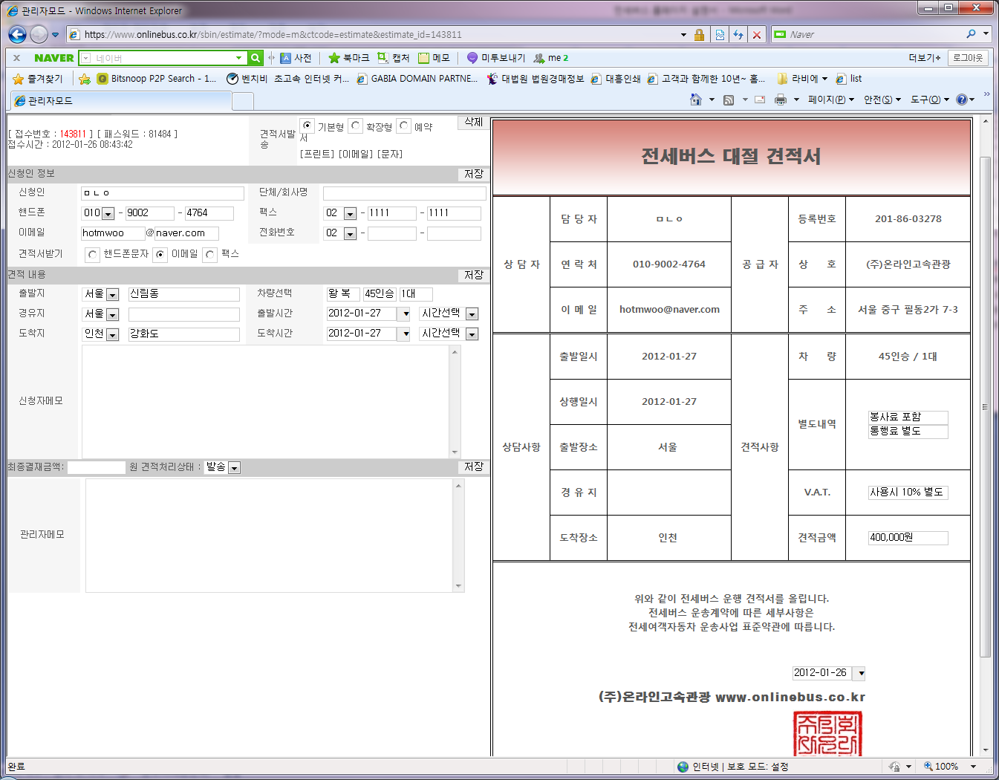 관리자모드 - Windows Internet Explorer
https://www.onlinebus.co.kr/sbin/estimate/?mode=m&ctcode=estimate&estimate_id=143811
Naver
x NAVER 네이버 사전 북마크 캡처 메모 미투보내기 me 2 더보기+ 로그아웃
즐겨찾기 Bitsnoop P2P Search - 1... 벤치비 초고속 인터넷 커... GABIA DOMAIN PARTNE... 대법원 법원경매정보 대흥인쇄 고객과 함께한 10년~ 홈... 라비에 list
관리자모드 페이지(P) 안전(S) 도구(O)
[ 접수번호 : 143811 ] [ 패스워드 : 81484 ]
접수시간 : 2012-01-26 08:43:42
견적서발송
기본형 확장형 예약서
[프린트] [이메일] [문자]
삭제
신청인 정보 저장
신청인 ㅁㄴㅇ 단체/회사명
핸드폰 010 - 9002 - 4764 팩스 02 - 1111 - 1111
이메일 hotmwoo @ naver.com 전화번호 02 - -
견적서받기 핸드폰문자 이메일 팩스
견적 내용 저장
출발지 서울 신림동 차량선택 왕 복 45인승 1대
경유지 서울 출발시간 2012-01-27 시간선택
도착지 인천 강화도 도착시간 2012-01-27 시간선택
신청자메모
최종결재금액: 원 견적처리상태 : 발송 저장
관리자메모
전세버스 대절 견적서
상 담 자
담 당 자 ㅁㄴㅇ
연 락 처 010-9002-4764
이 메 일 hotmwoo@naver.com
공 급 자
등록번호 201-86-03278
상 호 (주)온라인고속관광
주 소 서울 중구 필동2가 7-3
상담사항
출발일시 2012-01-27
상행일시 2012-01-27
출발장소 서울
경 유 지
도착장소 인천
견적사항
차 량 45인승 / 1대
별도내역 봉사료 포함
통행료 별도
V.A.T. 사용시 10% 별도
견적금액 400,000원
위와 같이 전세버스 운행 견적서를 올립니다.
전세버스 운송계약에 따른 세부사항은
전세여객자동차 운송사업 표준약관에 따릅니다.
2012-01-26
(주)온라인고속관광 www.onlinebus.co.kr
완료 인터넷 | 보호 모드: 설정 100%